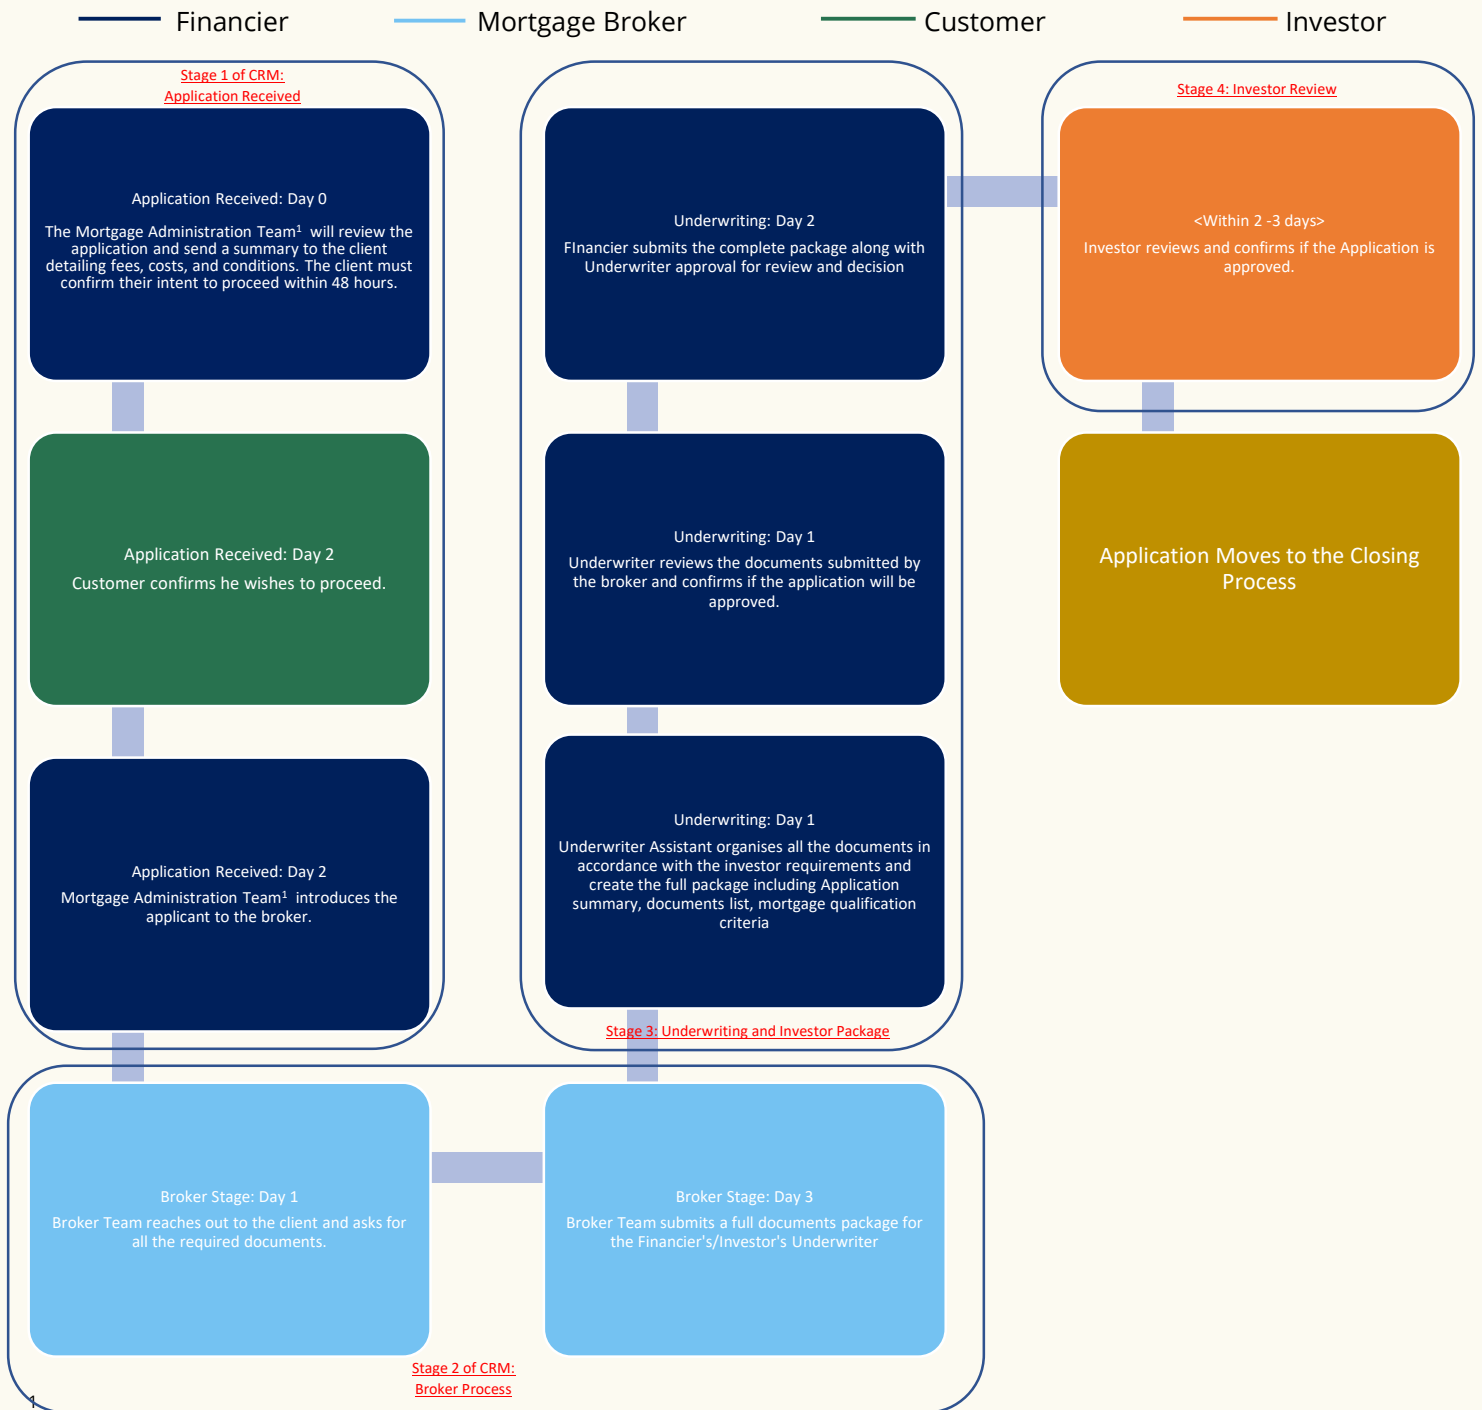 Financier
Mortgage Broker
Customer
Investor
Stage 1 of CRM:
Application Received
Application Received: Day 0
The Mortgage Administration Team¹ will review the
application and send a summary to the client
detailing fees, costs, and conditions. The client must
confirm their intent to proceed within 48 hours.
Application Received: Day 2
Customer confirms he wishes to proceed.
Application Received: Day 2
Mortgage Administration Team¹ introduces the
applicant to the broker.
Broker Stage: Day 1
Broker Team reaches out to the client and asks for
all the required documents.
Broker Stage: Day 3
Broker Team submits a full documents package for
the Financier's/Investor's Underwriter
Stage 2 of CRM:
Broker Process
Underwriting: Day 2
FInancier submits the complete package along with
Underwriter approval for review and decision
Underwriting: Day 1
Underwriter reviews the documents submitted by
the broker and confirms if the application will be
approved.
Underwriting: Day 1
Underwriter Assistant organises all the documents in
accordance with the investor requirements and
create the full package including Application
summary, documents list, mortgage qualification
criteria
Stage 3: Underwriting and Investor Package
Stage 4: Investor Review
<Within 2 -3 days>
Investor reviews and confirms if the Application is
approved.
Application Moves to the Closing
Process
1